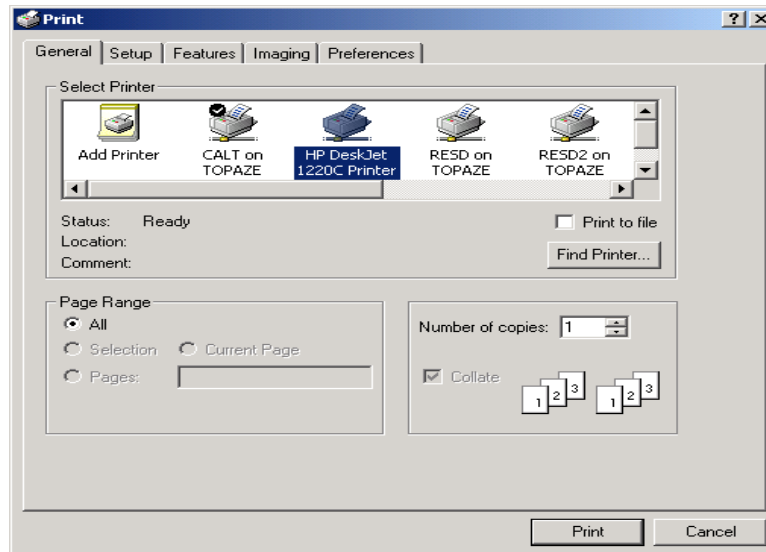 Print
General Setup Features Imaging Preferences
Select Printer
Add Printer
CALT on
TOPAZE
HP DeskJet
1220C Printer
RESD on
TOPAZE
RESD2 on
TOPAZE
Status: Ready
Print to file
Location:
Comment:
Find Printer...
Page Range
All
Selection Current Page
Pages:
Number of copies: 1
Collate
1 2 3 1 2 3
Print Cancel